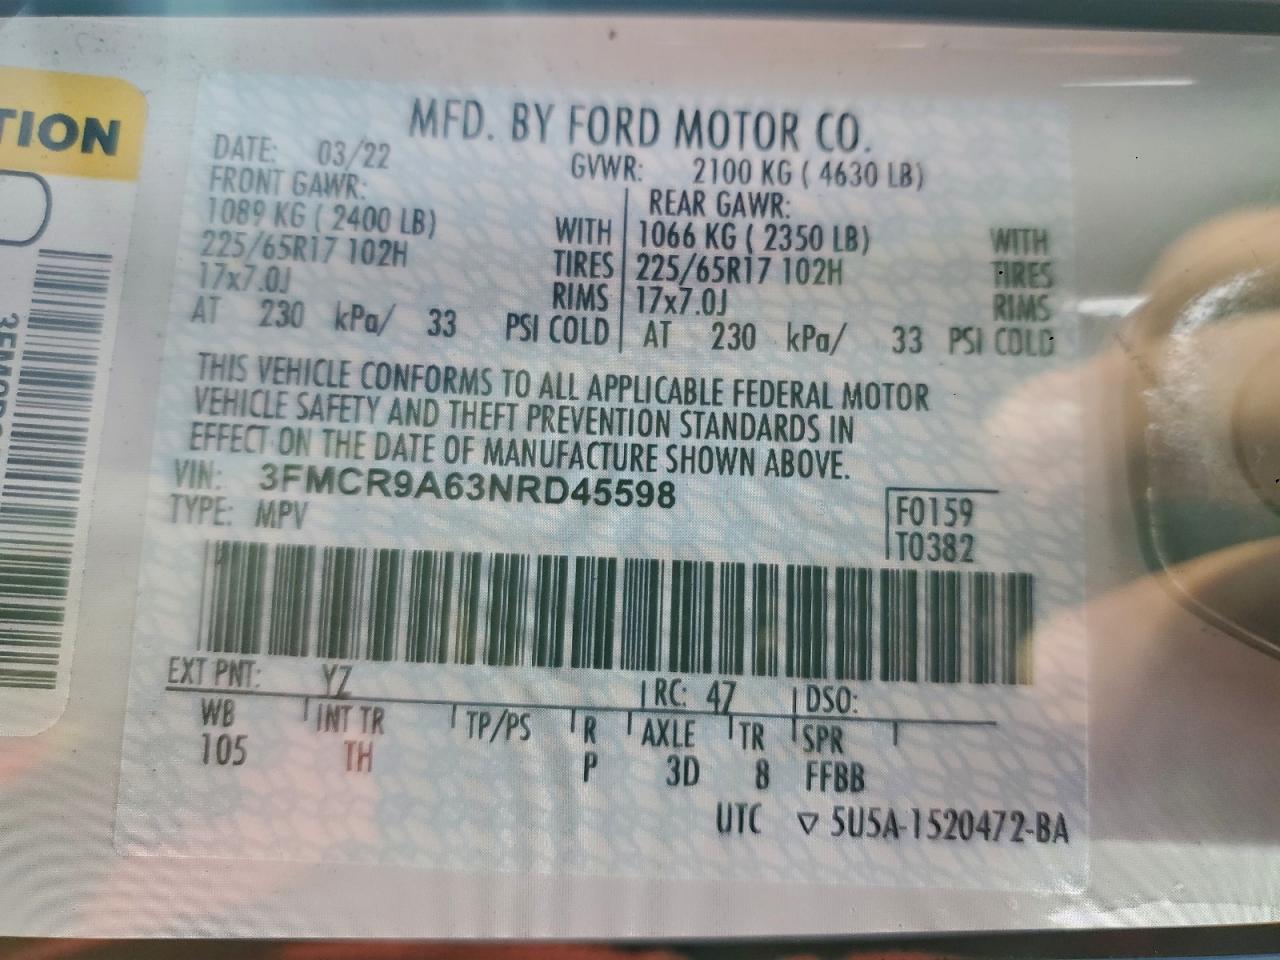 TION
MFD. BY FORD MOTOR CO.
DATE: 03/22 GVWR: 2100 KG ( 4630 LB)
FRONT GAWR: REAR GAWR:
1089 KG ( 2400 LB) WITH 1066 KG ( 2350 LB) WITH
225/65R17 102H TIRES 225/65R17 102H TIRES
17x7.0J RIMS 17x7.0J RIMS
AT 230 kPa/ 33 PSI COLD AT 230 kPa/ 33 PSI COLD
THIS VEHICLE CONFORMS TO ALL APPLICABLE FEDERAL MOTOR
VEHICLE SAFETY AND THEFT PREVENTION STANDARDS IN
EFFECT ON THE DATE OF MANUFACTURE SHOWN ABOVE.
VIN: 3FMCR9A63NRD45598
TYPE: MPV
F0159
T0382
EXT PNT: YZ RC: 47 DSO:
WB INT TR TP/PS R AXLE TR SPR
105 TH P 3D 8 FFBB
UTC ▽ 5U5A-1520472-BA